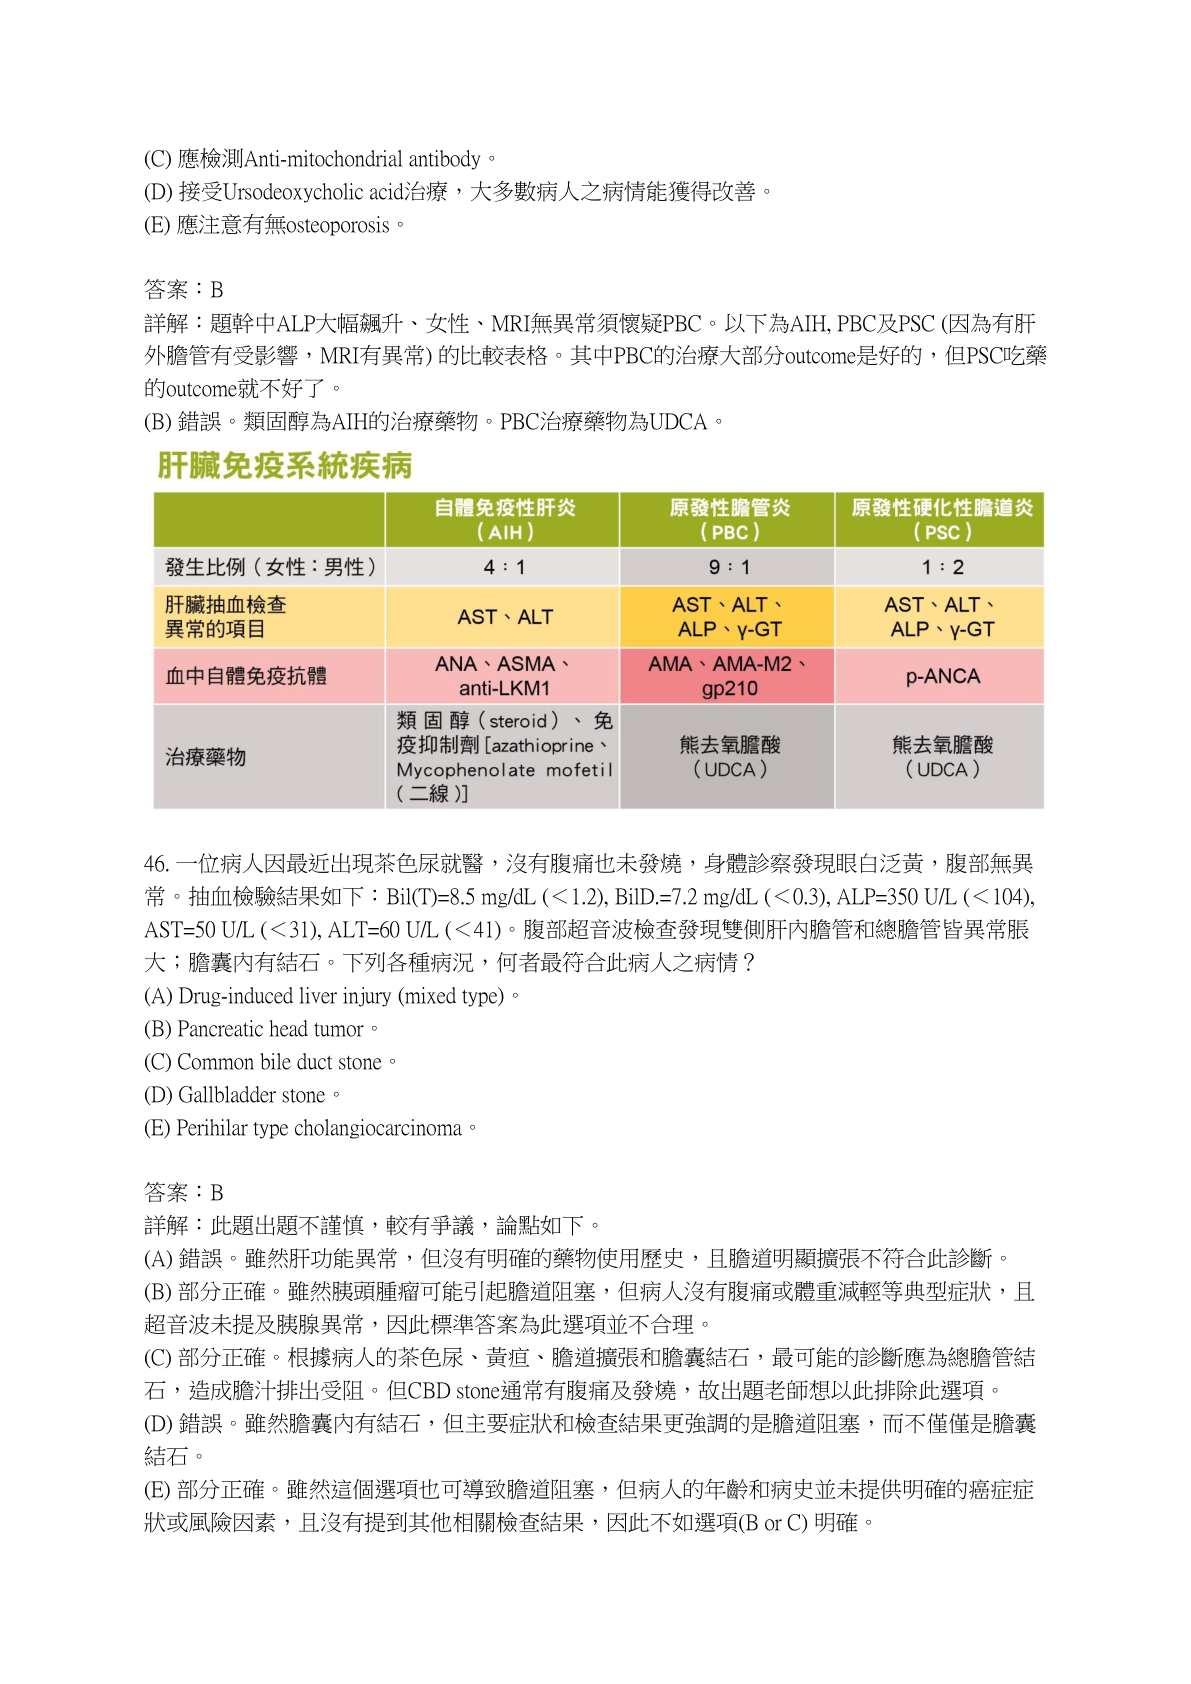 (C) 應檢測Anti-mitochondrial antibody。
(D) 接受Ursodeoxycholic acid治療，大多數病人之病情能獲得改善。
(E) 應注意有無osteoporosis。
答案：B
詳解：題幹中ALP大幅飆升、女性、MRI無異常須懷疑PBC。以下為AIH, PBC及PSC (因為有肝
外膽管有受影響，MRI有異常) 的比較表格。其中PBC的治療大部分outcome是好的，但PSC吃藥
的outcome就不好了。
(B) 錯誤。類固醇為AIH的治療藥物。PBC治療藥物為UDCA。
肝臟免疫系統疾病
自體免疫性肝炎 原發性膽管炎 原發性硬化性膽道炎
（AIH） （PBC） （PSC）
發生比例（女性：男性） 4：1 9：1 1：2
肝臟抽血檢查 AST、ALT AST、ALT、 AST、ALT、
異常的項目 ALP、γ-GT ALP、γ-GT
血中自體免疫抗體 ANA、ASMA、 AMA、AMA-M2、 p-ANCA
anti-LKM1 gp210
類固醇（steroid）、免
治療藥物 疫抑制劑[azathioprine、 熊去氧膽酸 熊去氧膽酸
Mycophenolate mofetil （UDCA） （UDCA）
（二線）]
46. 一位病人因最近出現茶色尿就醫，沒有腹痛也未發燒，身體診察發現眼白泛黃，腹部無異
常。抽血檢驗結果如下：Bil(T)=8.5 mg/dL (＜1.2), BilD.=7.2 mg/dL (＜0.3), ALP=350 U/L (＜104),
AST=50 U/L (＜31), ALT=60 U/L (＜41)。腹部超音波檢查發現雙側肝內膽管和總膽管皆異常脹
大；膽囊內有結石。下列各種病況，何者最符合此病人之病情？
(A) Drug-induced liver injury (mixed type)。
(B) Pancreatic head tumor。
(C) Common bile duct stone。
(D) Gallbladder stone。
(E) Perihilar type cholangiocarcinoma。
答案：B
詳解：此題出題不謹慎，較有爭議，論點如下。
(A) 錯誤。雖然肝功能異常，但沒有明確的藥物使用歷史，且膽道明顯擴張不符合此診斷。
(B) 部分正確。雖然胰頭腫瘤可能引起膽道阻塞，但病人沒有腹痛或體重減輕等典型症狀，且
超音波未提及胰腺異常，因此標準答案為此選項並不合理。
(C) 部分正確。根據病人的茶色尿、黃疸、膽道擴張和膽囊結石，最可能的診斷應為總膽管結
石，造成膽汁排出受阻。但CBD stone通常有腹痛及發燒，故出題老師想以此排除此選項。
(D) 錯誤。雖然膽囊內有結石，但主要症狀和檢查結果更強調的是膽道阻塞，而不僅僅是膽囊
結石。
(E) 部分正確。雖然這個選項也可導致膽道阻塞，但病人的年齡和病史並未提供明確的癌症症
狀或風險因素，且沒有提到其他相關檢查結果，因此不如選項(B or C) 明確。